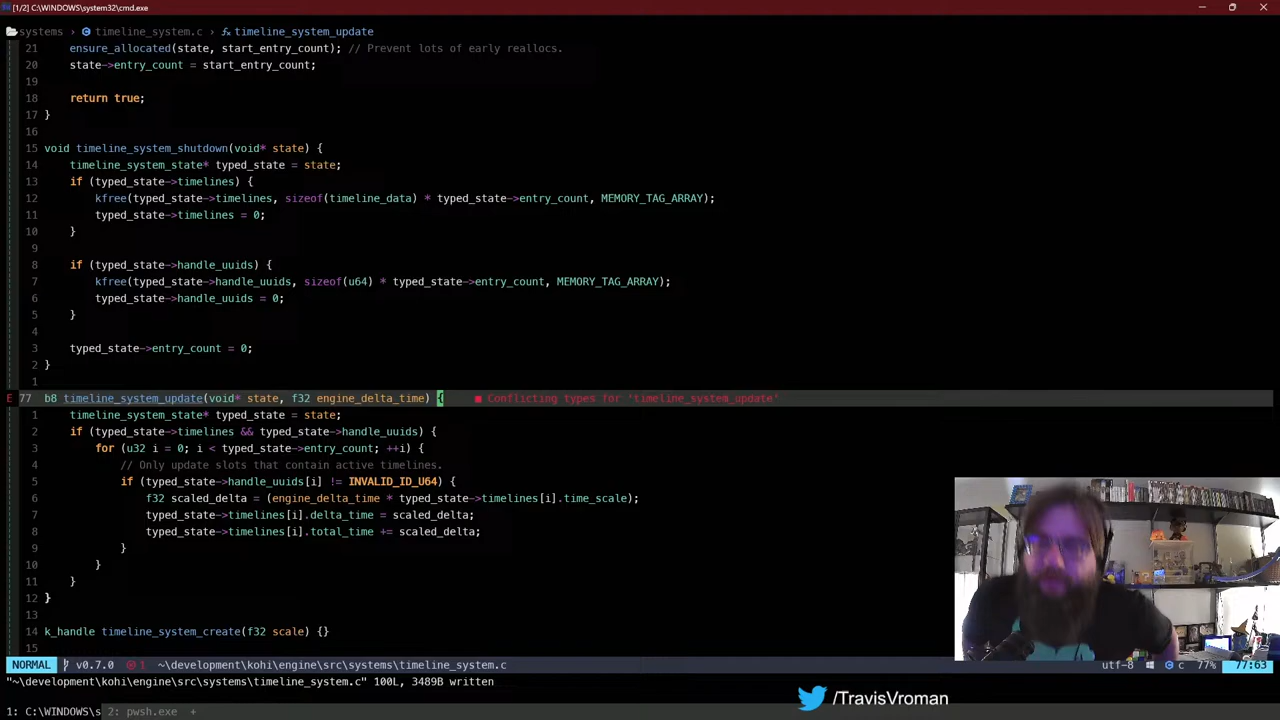 [1/2] C:\WINDOWS\system32\cmd.exe
systems › C timeline_system.c › fx timeline_system_update
21 ensure_allocated(state, start_entry_count); // Prevent lots of early reallocs.
20 state->entry_count = start_entry_count;
19
18 return true;
17 }
16
15 void timeline_system_shutdown(void* state) {
14 timeline_system_state* typed_state = state;
13 if (typed_state->timelines) {
12 kfree(typed_state->timelines, sizeof(timeline_data) * typed_state->entry_count, MEMORY_TAG_ARRAY);
11 typed_state->timelines = 0;
10 }
9
8 if (typed_state->handle_uuids) {
7 kfree(typed_state->handle_uuids, sizeof(u64) * typed_state->entry_count, MEMORY_TAG_ARRAY);
6 typed_state->handle_uuids = 0;
5 }
4
3 typed_state->entry_count = 0;
2 }
1
E 77 b8 timeline_system_update(void* state, f32 engine_delta_time) { ■ Conflicting types for 'timeline_system_update'
1 timeline_system_state* typed_state = state;
2 if (typed_state->timelines && typed_state->handle_uuids) {
3 for (u32 i = 0; i < typed_state->entry_count; ++i) {
4 // Only update slots that contain active timelines.
5 if (typed_state->handle_uuids[i] != INVALID_ID_U64) {
6 f32 scaled_delta = (engine_delta_time * typed_state->timelines[i].time_scale);
7 typed_state->timelines[i].delta_time = scaled_delta;
8 typed_state->timelines[i].total_time += scaled_delta;
9 }
10 }
11 }
12 }
13
14 k_handle timeline_system_create(f32 scale) {}
15
NORMAL v0.7.0 1 ~\development\kohi\engine\src\systems\timeline_system.c utf-8 C c 77% 77:63
"~\development\kohi\engine\src\systems\timeline_system.c" 100L, 3489B written
/TravisVroman
1: C:\WINDOWS\s 2: pwsh.exe +